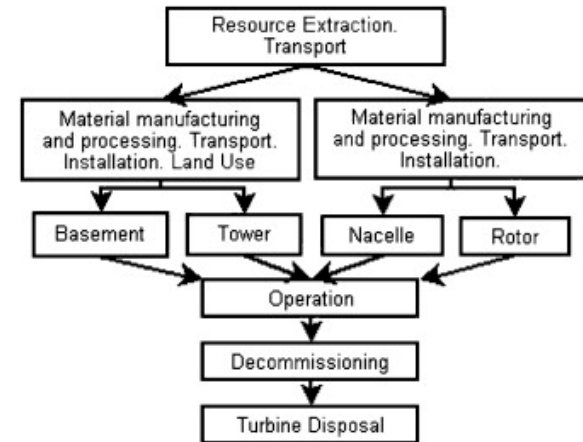 Resource Extraction.
Transport
Material manufacturing
and processing. Transport.
Installation. Land Use
Material manufacturing
and processing. Transport.
Installation.
Basement
Tower
Nacelle
Rotor
Operation
Decommissioning
Turbine Disposal